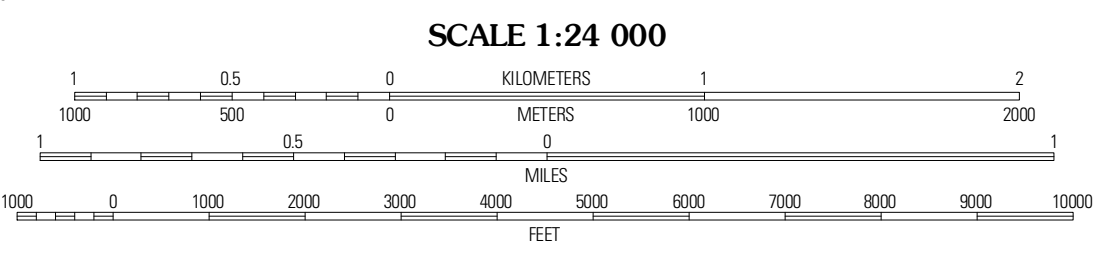 SCALE 1:24 000
1 0.5 0 KILOMETERS 1 2
1000 500 0 METERS 1000 2000
1 0.5 0 1
MILES
1000 0 1000 2000 3000 4000 5000 6000 7000 8000 9000 10000
FEET